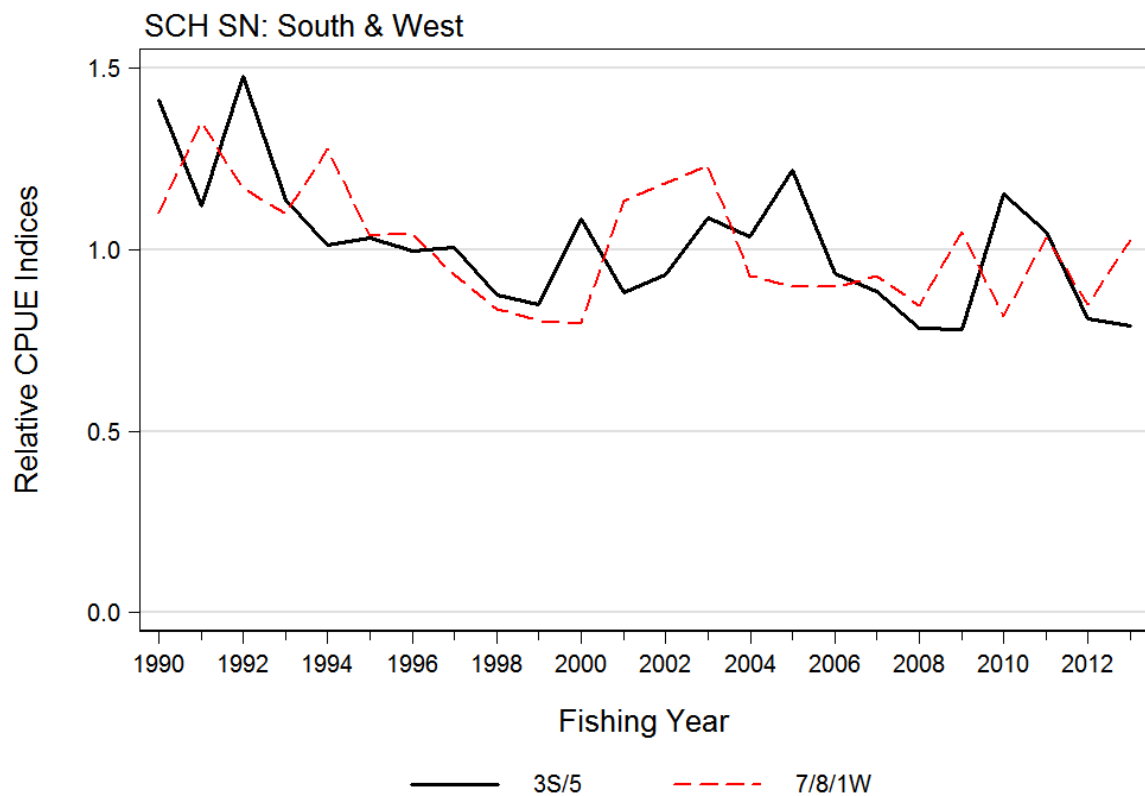 SCH SN: South & West
Relative CPUE Indices
1.5
1.0
0.5
0.0
1990 1992 1994 1996 1998 2000 2002 2004 2006 2008 2010 2012
Fishing Year
3S/5 7/8/1W